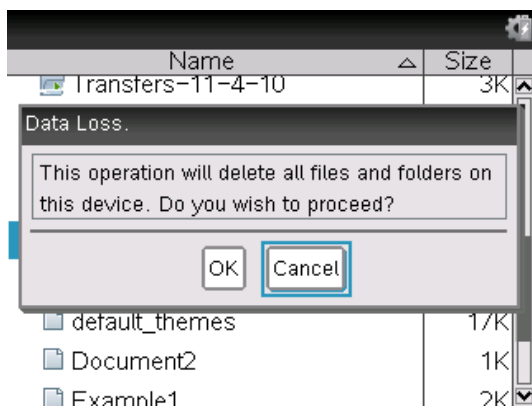 Name Size
Transfers-11-4-10 3K
Data Loss.
This operation will delete all files and folders on
this device. Do you wish to proceed?
OK Cancel
default_themes 17K
Document2 1K
Example1 2K